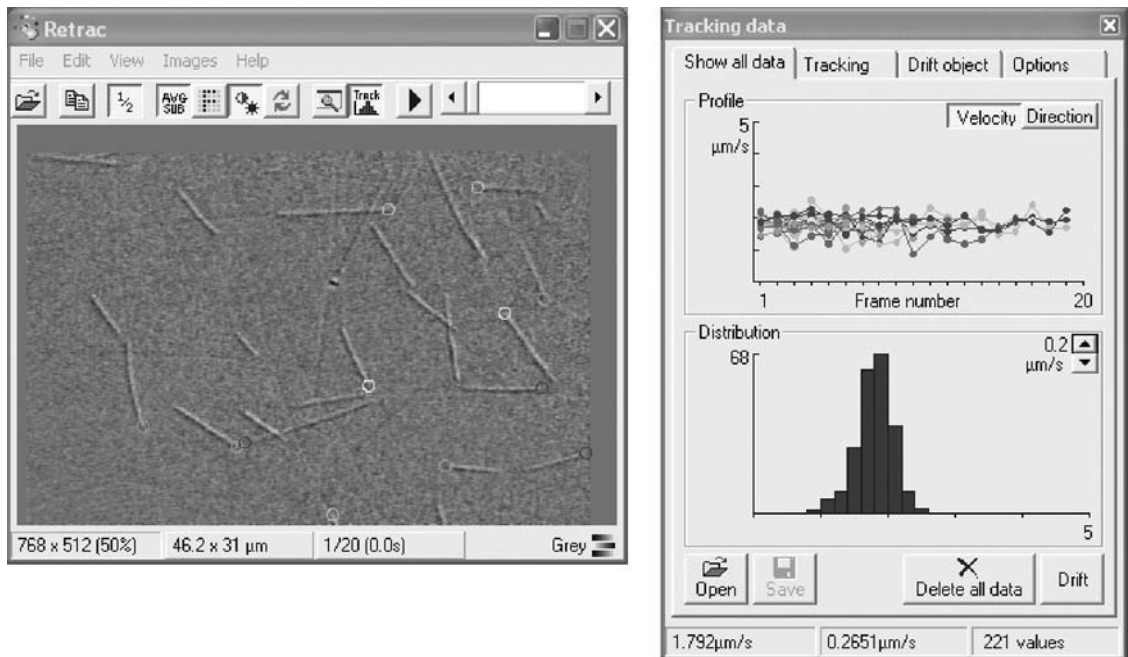 Retrac
File Edit View Images Help
½ AVG SUB Track
768 x 512 (50%) 46.2 x 31 µm 1/20 (0.0s) Grey
Tracking data
Show all data Tracking Drift object Options
Profile
Velocity Direction
5
µm/s
1 Frame number 20
Distribution
68
0.2
µm/s
5
Open Save Delete all data Drift
1.792µm/s 0.2651µm/s 221 values